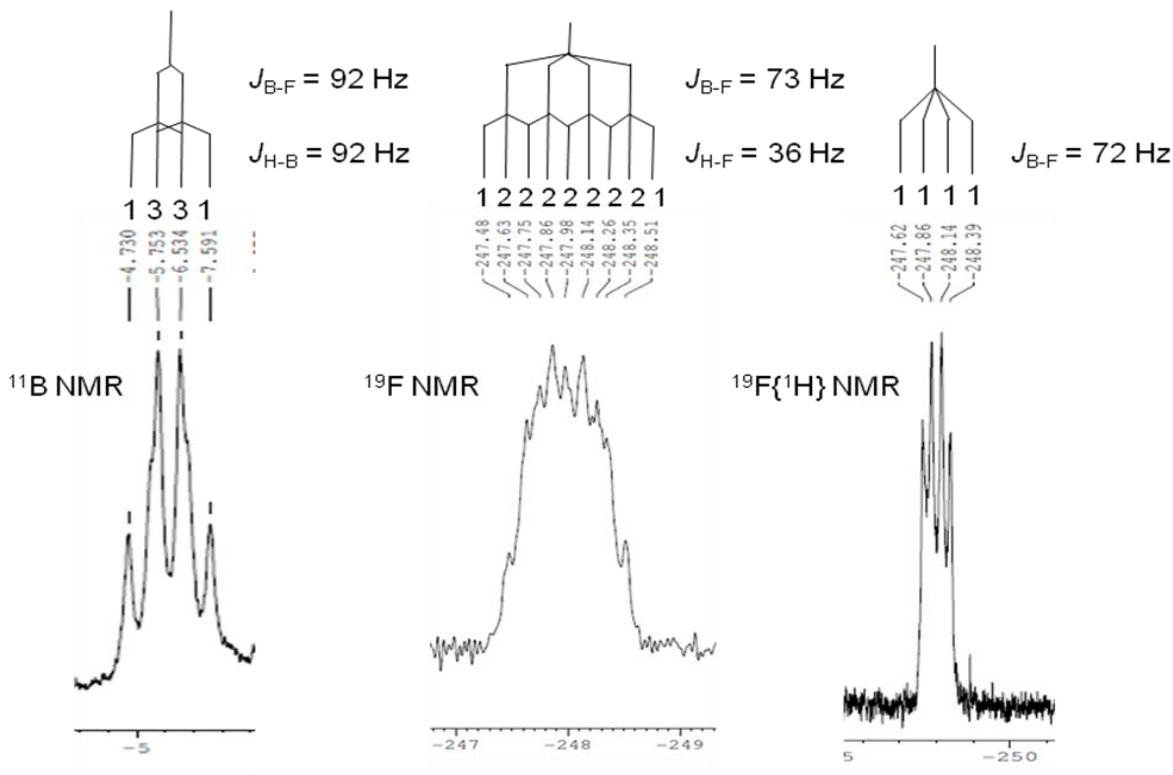 J_B-F = 92 Hz
J_H-B = 92 Hz
1 3 3 1
-4.730
-5.753
-6.534
-7.591
¹¹B NMR
-5
J_B-F = 73 Hz
J_H-F = 36 Hz
1 2 2 2 2 2 2 2 1
-247.48
-247.63
-247.75
-247.86
-247.98
-248.14
-248.26
-248.35
-248.51
¹⁹F NMR
-247 -248 -249
J_B-F = 72 Hz
1 1 1 1
-247.62
-247.86
-248.14
-248.39
¹⁹F{¹H} NMR
5 -250